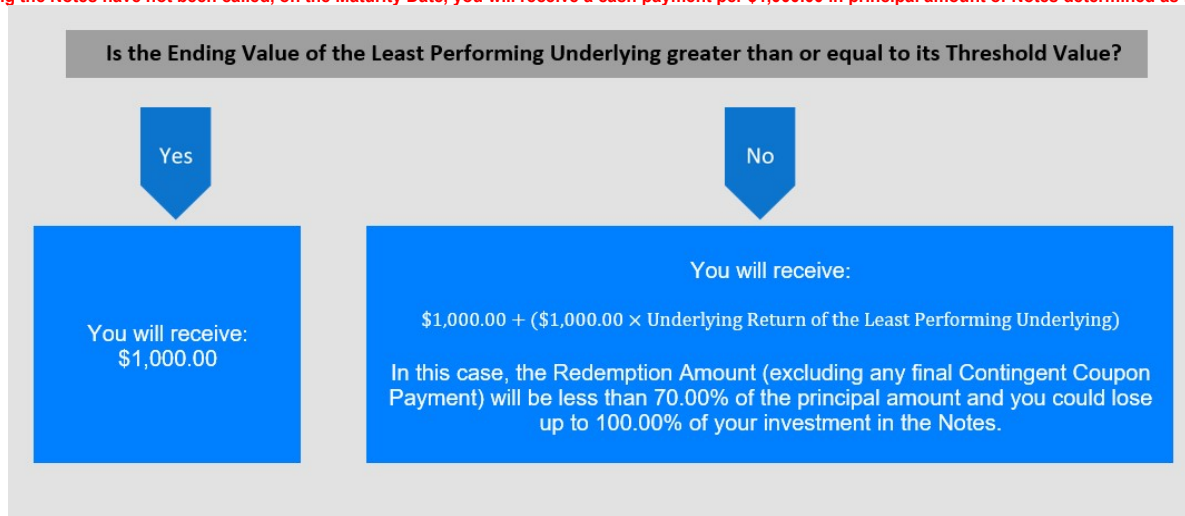 Is the Ending Value of the Least Performing Underlying greater than or equal to its Threshold Value?
Yes
No
You will receive:
$1,000.00
You will receive:
$1,000.00 + ($1,000.00 × Underlying Return of the Least Performing Underlying)
In this case, the Redemption Amount (excluding any final Contingent Coupon
Payment) will be less than 70.00% of the principal amount and you could lose
up to 100.00% of your investment in the Notes.